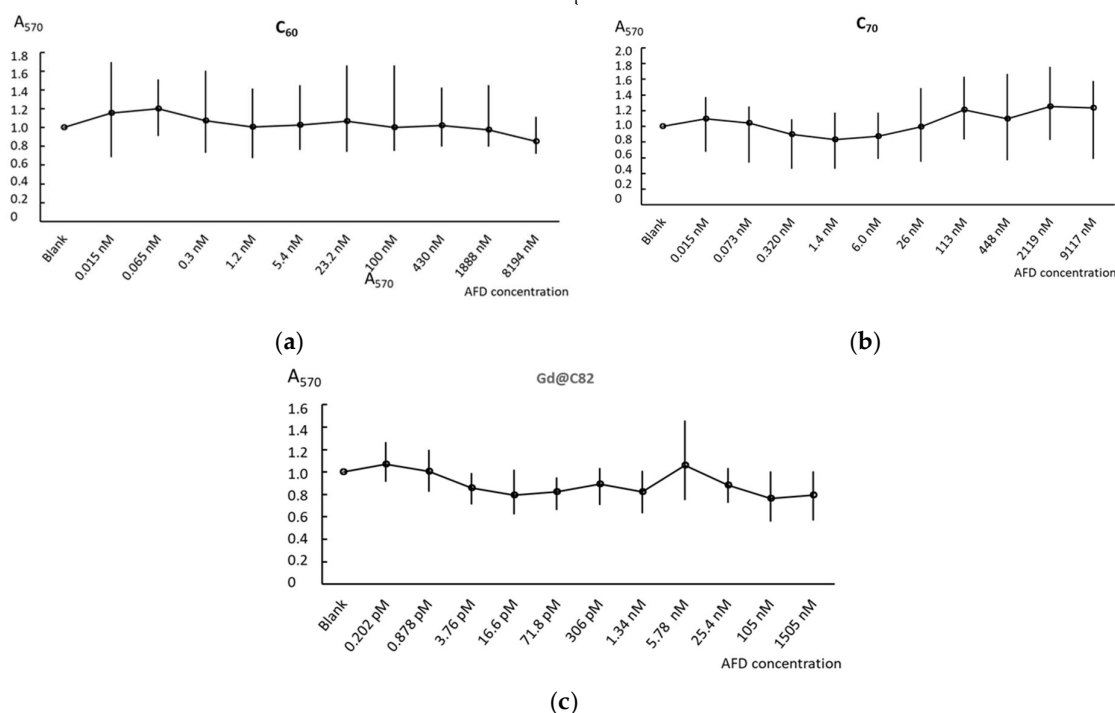 A570
C60
1.8
1.6
1.4
1.2
1.0
0.8
0.6
0.4
0.2
0
Blank
0.015 nM
0.065 nM
0.3 nM
1.2 nM
5.4 nM
23.2 nM
100 nM
430 nM
1888 nM
8194 nM
A570
AFD concentration
(a)
A570
C70
2.0
1.8
1.6
1.4
1.2
1.0
0.8
0.6
0.4
0.2
0
Blank
0.015 nM
0.073 nM
0.320 nM
1.4 nM
6.0 nM
26 nM
113 nM
448 nM
2119 nM
9117 nM
AFD concentration
(b)
A570
Gd@C82
1.6
1.4
1.2
1.0
0.8
0.6
0.4
0.2
0
Blank
0.202 pM
0.878 pM
3.76 pM
16.6 pM
71.8 pM
306 pM
1.34 nM
5.78 nM
25.4 nM
105 nM
1505 nM
AFD concentration
(c)